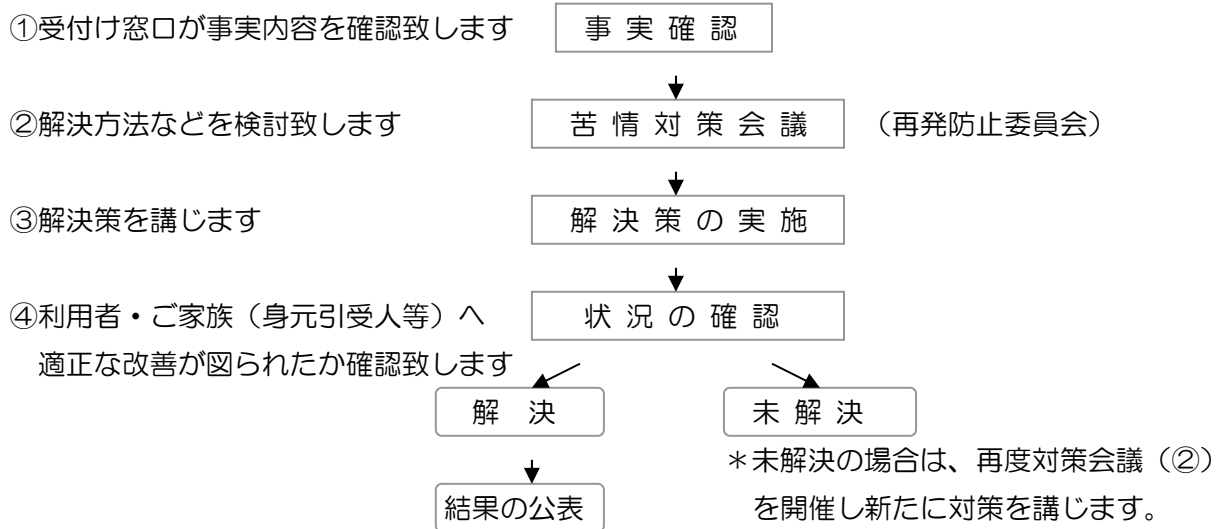 ①受付け窓口が事実内容を確認致します 事実確認
②解決方法などを検討致します 苦情対策会議 (再発防止委員会)
③解決策を講じます 解決策の実施
④利用者・ご家族(身元引受人等)へ 状況の確認
適正な改善が図られたか確認致します
解 決 未解決
*未解決の場合は、再度対策会議(②)
結果の公表 を開催し新たに対策を講じます。